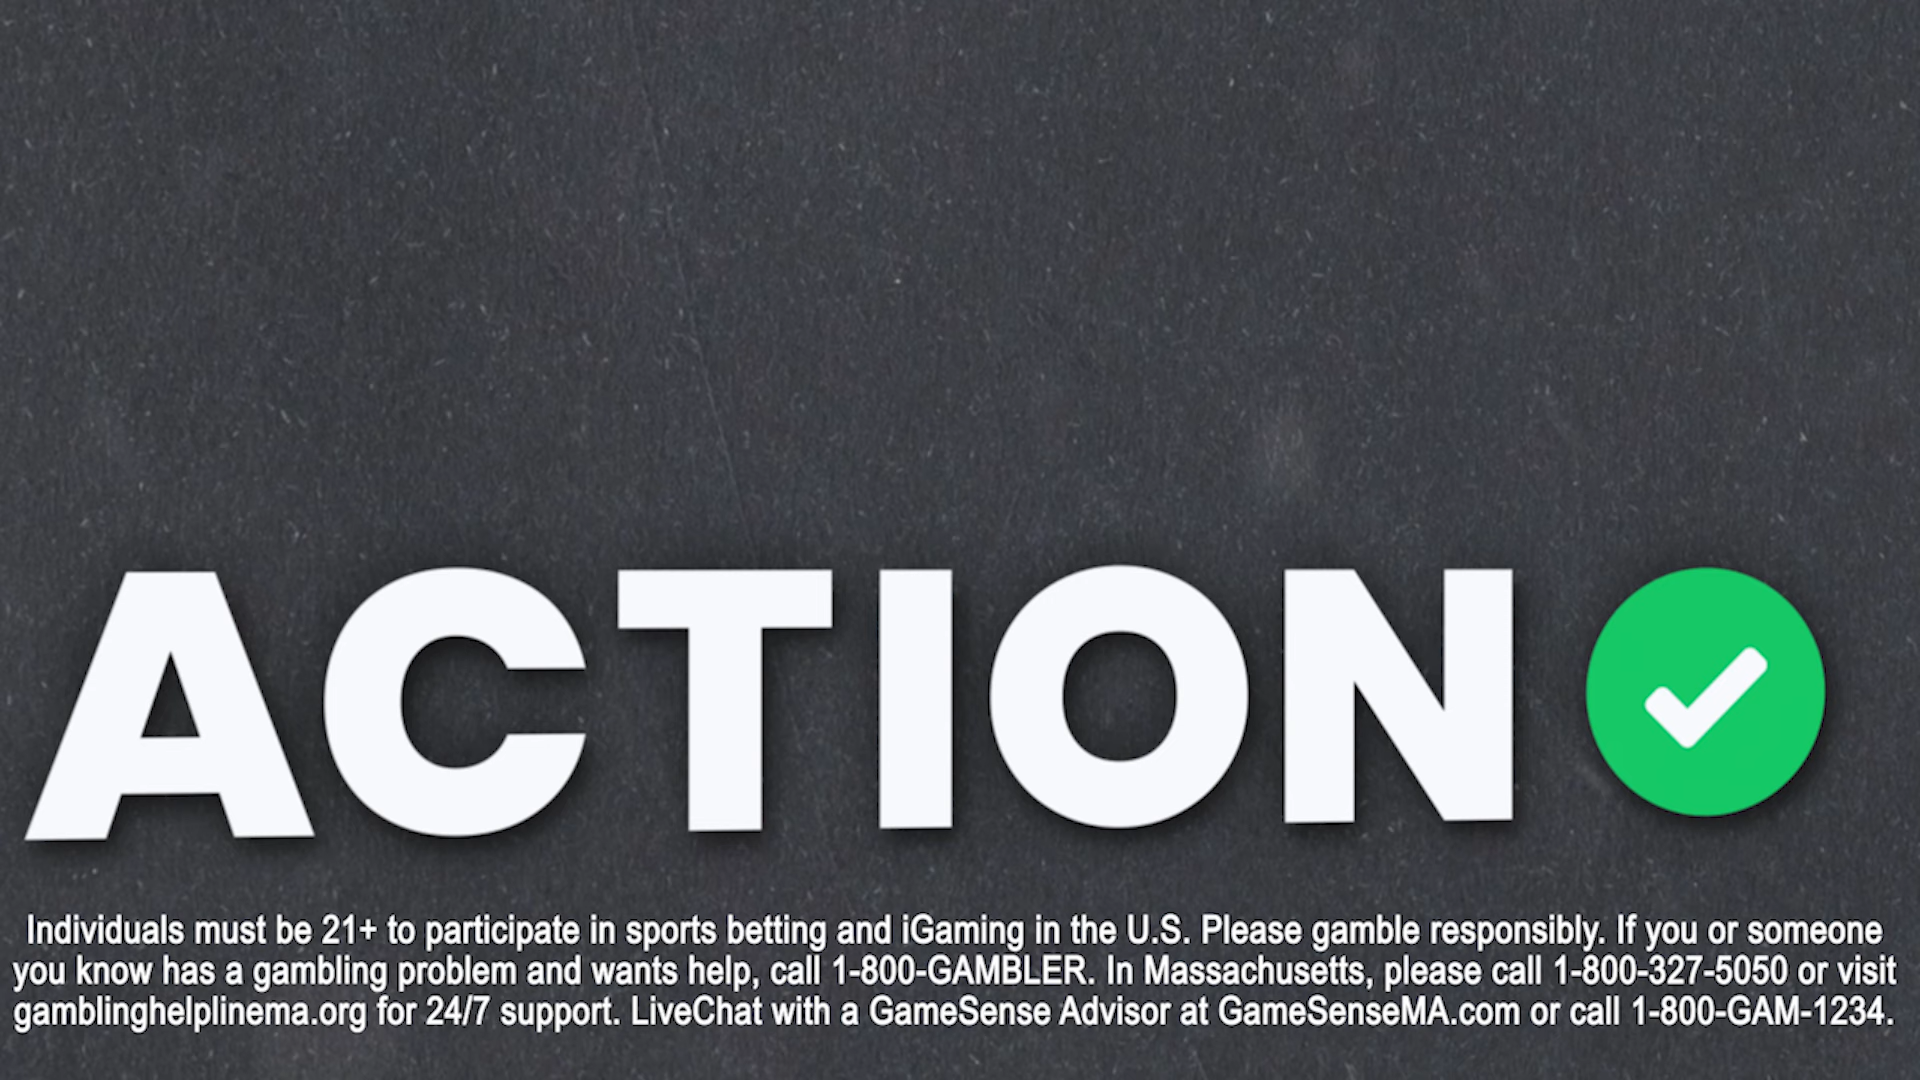 ACTION
Individuals must be 21+ to participate in sports betting and iGaming in the U.S. Please gamble responsibly. If you or someone
you know has a gambling problem and wants help, call 1-800-GAMBLER. In Massachusetts, please call 1-800-327-5050 or visit
gamblinghelplinema.org for 24/7 support. LiveChat with a GameSense Advisor at GameSenseMA.com or call 1-800-GAM-1234.